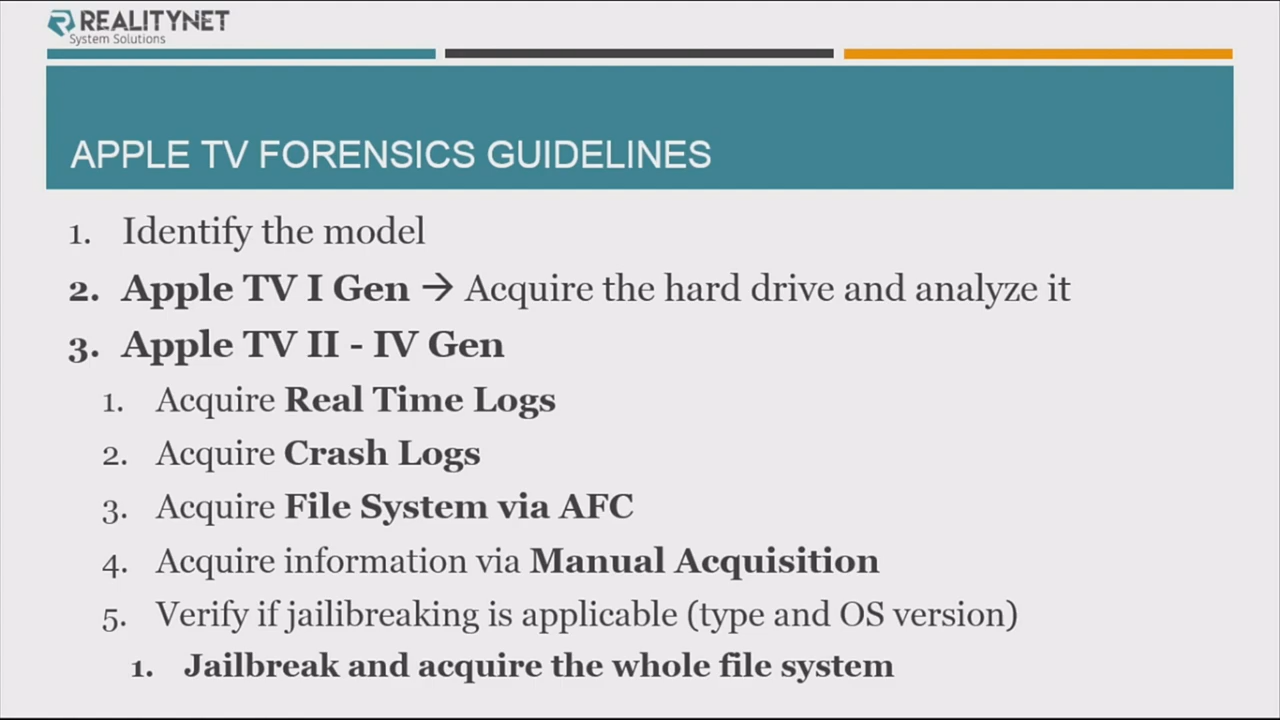 REALITYNET
System Solutions
APPLE TV FORENSICS GUIDELINES
1. Identify the model
2. Apple TV I Gen → Acquire the hard drive and analyze it
3. Apple TV II - IV Gen
1. Acquire Real Time Logs
2. Acquire Crash Logs
3. Acquire File System via AFC
4. Acquire information via Manual Acquisition
5. Verify if jailibreaking is applicable (type and OS version)
1. Jailbreak and acquire the whole file system